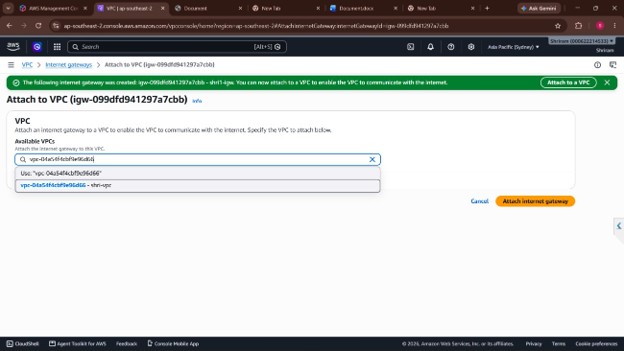 AWS Management Co
VPC | ap-southeast-2
Document
New Tab
Document.docx
New Tab
Ask Gemini
ap-southeast-2.console.aws.amazon.com/vpcconsole/home?region=ap-southeast-2#AttachInternetGateway:internetGatewayId=igw-099dfd941297a7cbb
aws
Search
[Alt+S]
Asia Pacific (Sydney)
Shriram
VPC > Internet gateways > Attach to VPC (igw-099dfd941297a7cbb)
The following internet gateway was created: igw-099dfd941297a7cbb - shri1-igw. You can now attach to a VPC to enable the VPC to communicate with the internet.
Attach to a VPC
Attach to VPC (igw-099dfd941297a7cbb) Info
VPC
Attach an internet gateway to a VPC to enable the VPC to communicate with the internet. Specify the VPC to attach below.
Available VPCs
Attach the internet gateway to this VPC.
vpc-04a54f4cbf9e96d66
Use: "vpc-04a54f4cbf9e96d66"
vpc-04a54f4cbf9e96d66 - shri-vpc
Cancel
Attach internet gateway
CloudShell
Agent Toolkit for AWS
Feedback
Console Mobile App
© 2026, Amazon Web Services, Inc. or its affiliates.
Privacy
Terms
Cookie preferences